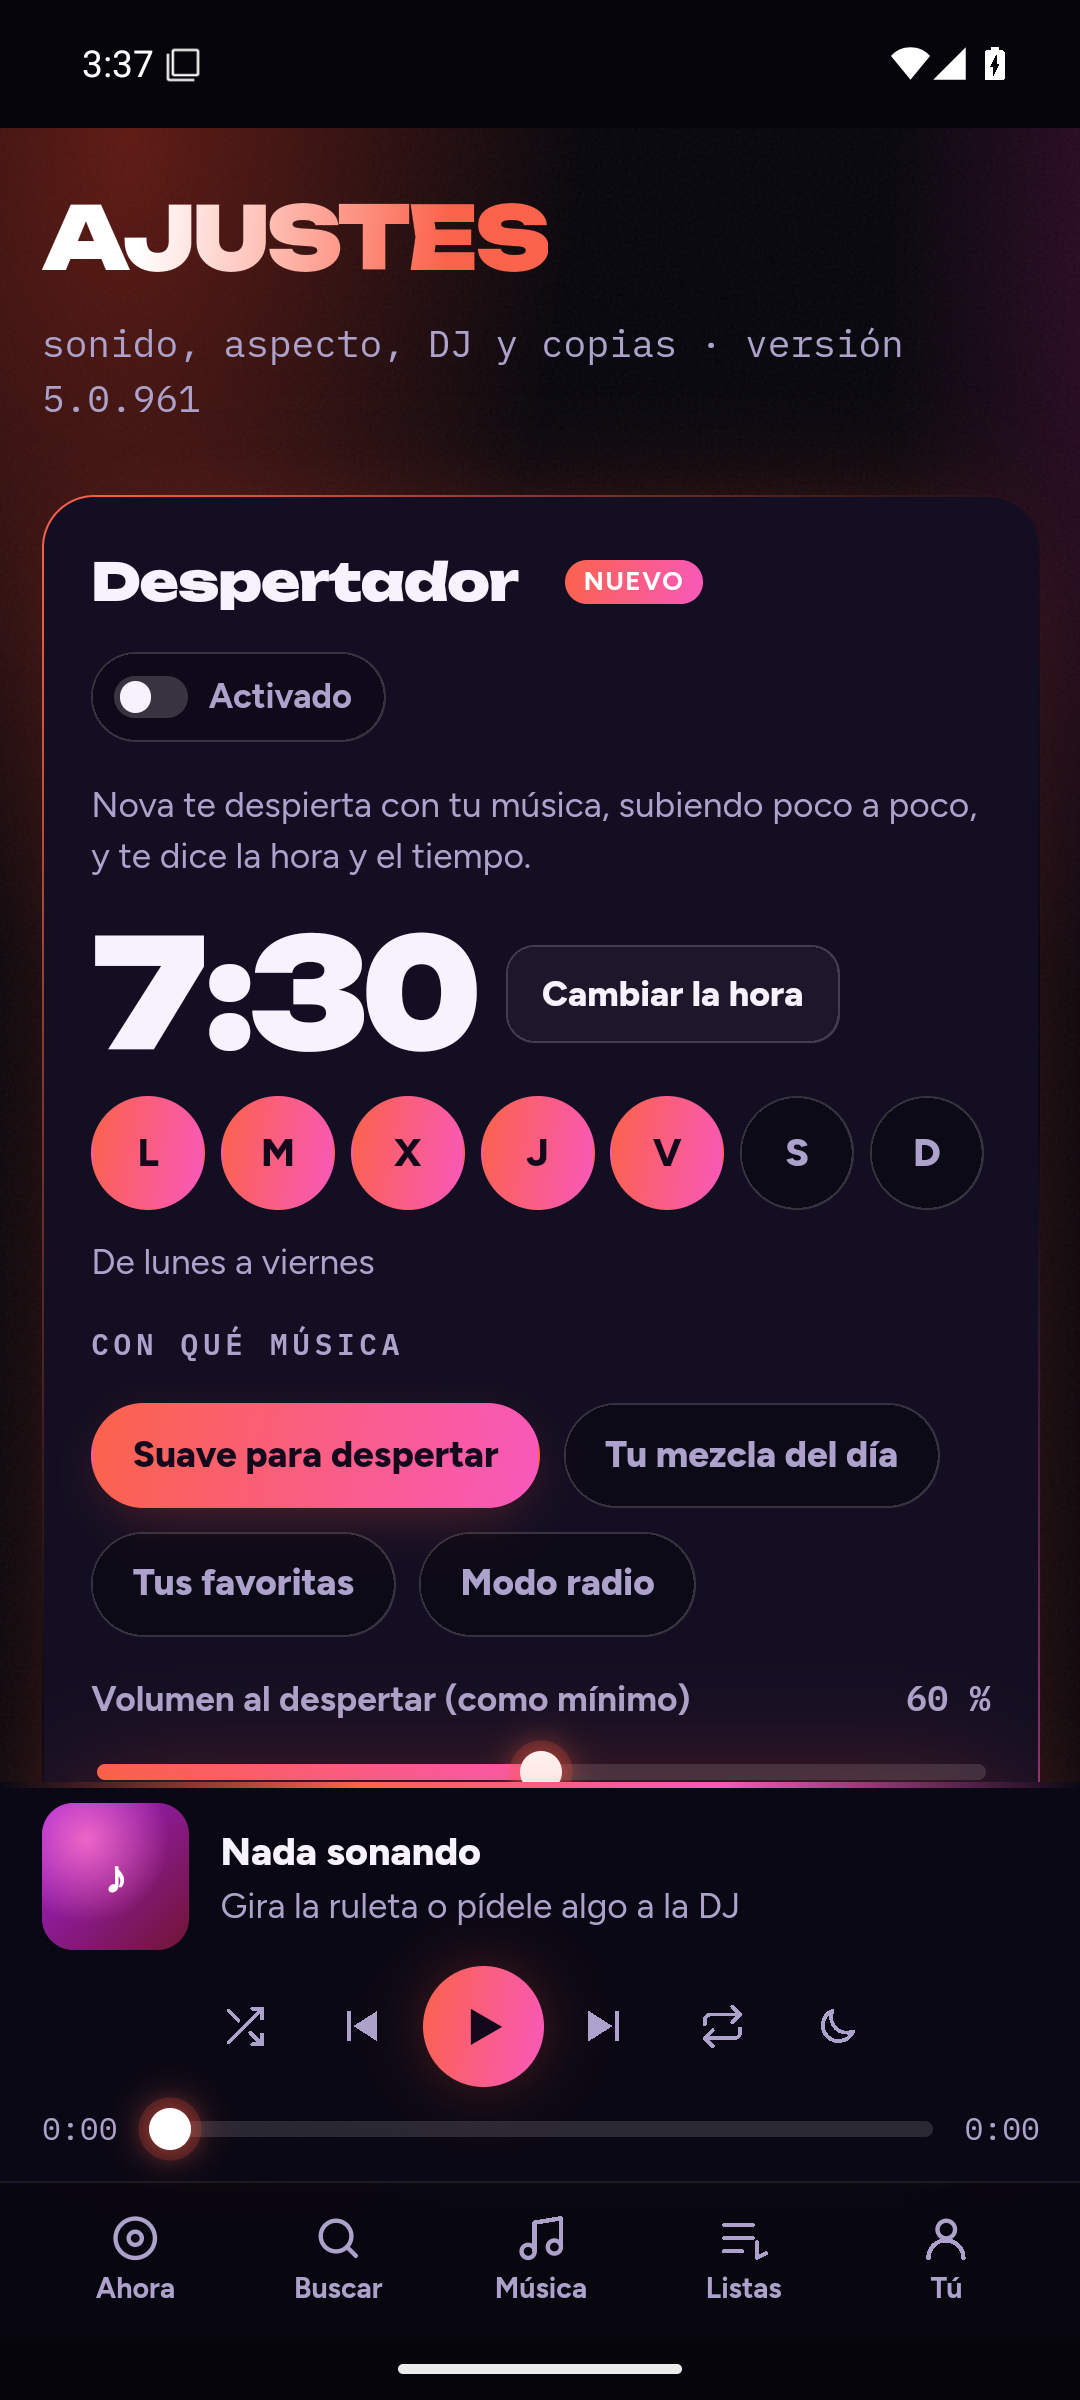 3:37
AJUSTES
sonido, aspecto, DJ y copias · versión
5.0.961
Despertador NUEVO
Activado
Nova te despierta con tu música, subiendo poco a poco,
y te dice la hora y el tiempo.
7:30 Cambiar la hora
L M X J V S D
De lunes a viernes
CON QUÉ MÚSICA
Suave para despertar Tu mezcla del día
Tus favoritas Modo radio
Volumen al despertar (como mínimo) 60 %
Nada sonando
Gira la ruleta o pídele algo a la DJ
0:00 0:00
Ahora Buscar Música Listas Tú